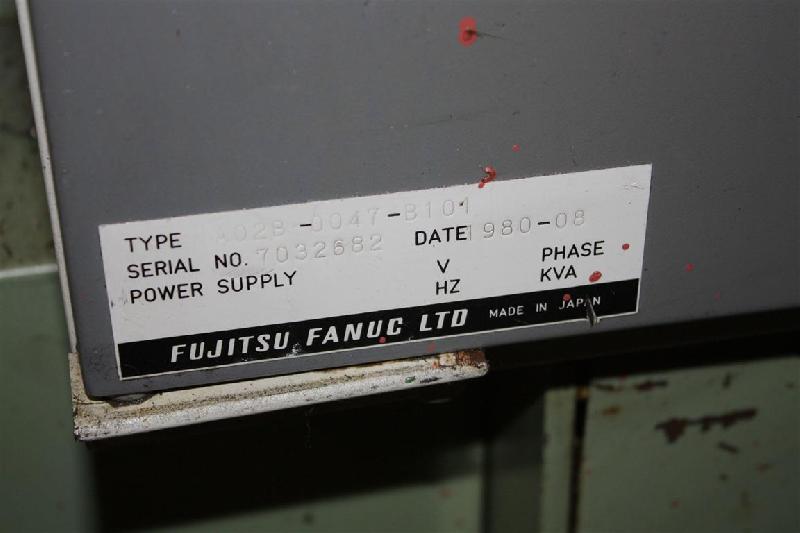 TYPE A02B-0047-B101
SERIAL NO. 7032682 DATE 1980-08
POWER SUPPLY V PHASE
HZ KVA
FUJITSU FANUC LTD MADE IN JAPAN